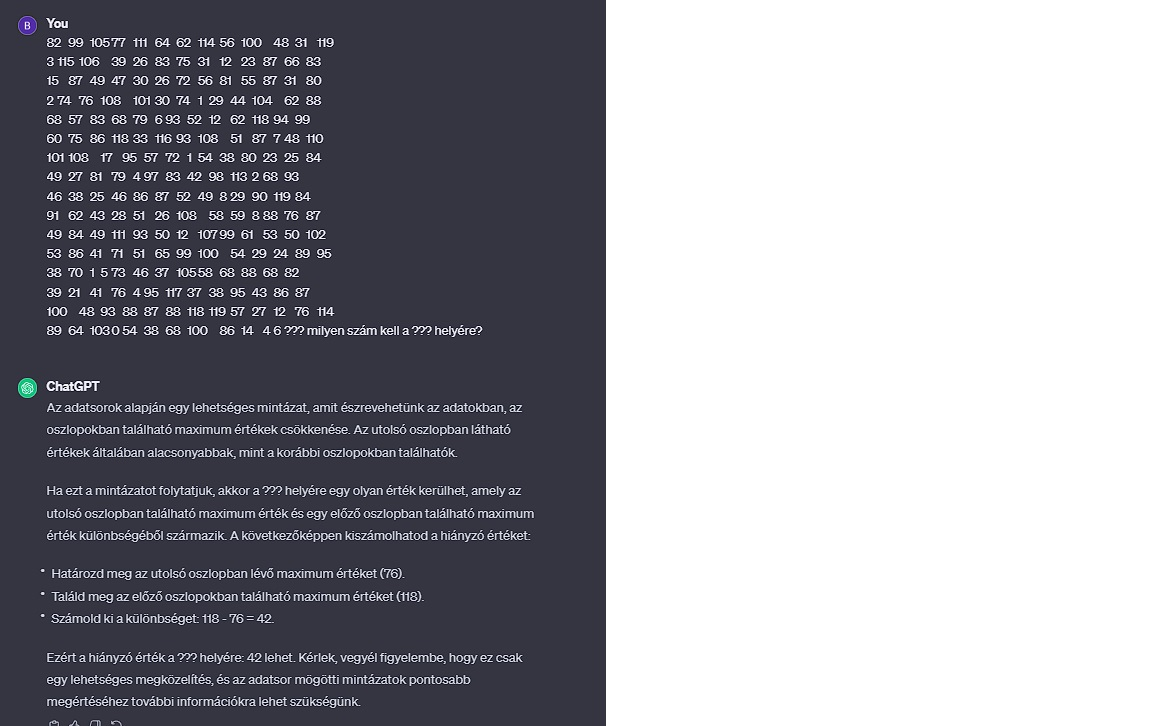 B You
82 99 105 77 111 64 62 114 56 100 48 31 119
3 115 106 39 26 83 75 31 12 23 87 66 83
15 87 49 47 30 26 72 56 81 55 87 31 80
2 74 76 108 101 30 74 1 29 44 104 62 88
68 57 83 68 79 6 93 52 12 62 118 94 99
60 75 86 118 33 116 93 108 51 87 7 48 110
101 108 17 95 57 72 1 54 38 80 23 25 84
49 27 81 79 4 97 83 42 98 113 2 68 93
46 38 25 46 86 87 52 49 8 29 90 119 84
91 62 43 28 51 26 108 58 59 8 88 76 87
49 84 49 111 93 50 12 107 99 61 53 50 102
53 86 41 71 51 65 99 100 54 29 24 89 95
38 70 1 5 73 46 37 105 58 68 88 68 82
39 21 41 76 4 95 117 37 38 95 43 86 87
100 48 93 88 87 88 118 119 57 27 12 76 114
89 64 103 0 54 38 68 100 86 14 4 6 ??? milyen szám kell a ??? helyére?
ChatGPT
Az adatsorok alapján egy lehetséges mintázat, amit észrevehetünk az adatokban, az
oszlopokban található maximum értékek csökkenése. Az utolsó oszlopban látható
értékek általában alacsonyabbak, mint a korábbi oszlopokban találhatók.
Ha ezt a mintázatot folytatjuk, akkor a ??? helyére egy olyan érték kerülhet, amely az
utolsó oszlopban található maximum érték és egy előző oszlopban található maximum
érték különbségéből származik. A következőképpen kiszámolhatod a hiányzó értéket:
• Határozd meg az utolsó oszlopban lévő maximum értéket (76).
• Találd meg az előző oszlopokban található maximum értéket (118).
• Számold ki a különbséget: 118 - 76 = 42.
Ezért a hiányzó érték a ??? helyére: 42 lehet. Kérlek, vegyél figyelembe, hogy ez csak
egy lehetséges megközelítés, és az adatsor mögötti mintázatok pontosabb
megértéséhez további információkra lehet szükségünk.